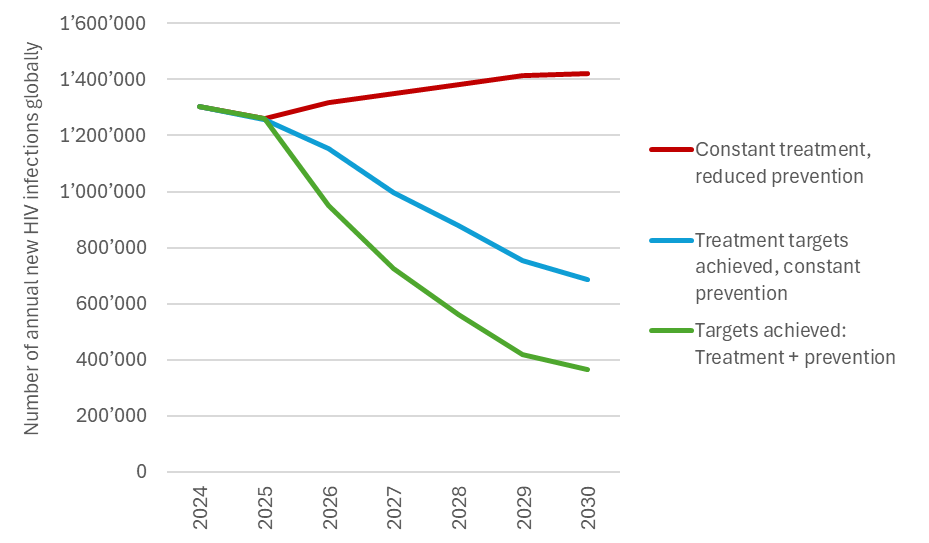 Number of annual new HIV infections globally
1’600’000
1’400’000
1’200’000
1’000’000
800’000
600’000
400’000
200’000
0
2024
2025
2026
2027
2028
2029
2030
Constant treatment,
reduced prevention
Treatment targets
achieved, constant
prevention
Targets achieved:
Treatment + prevention